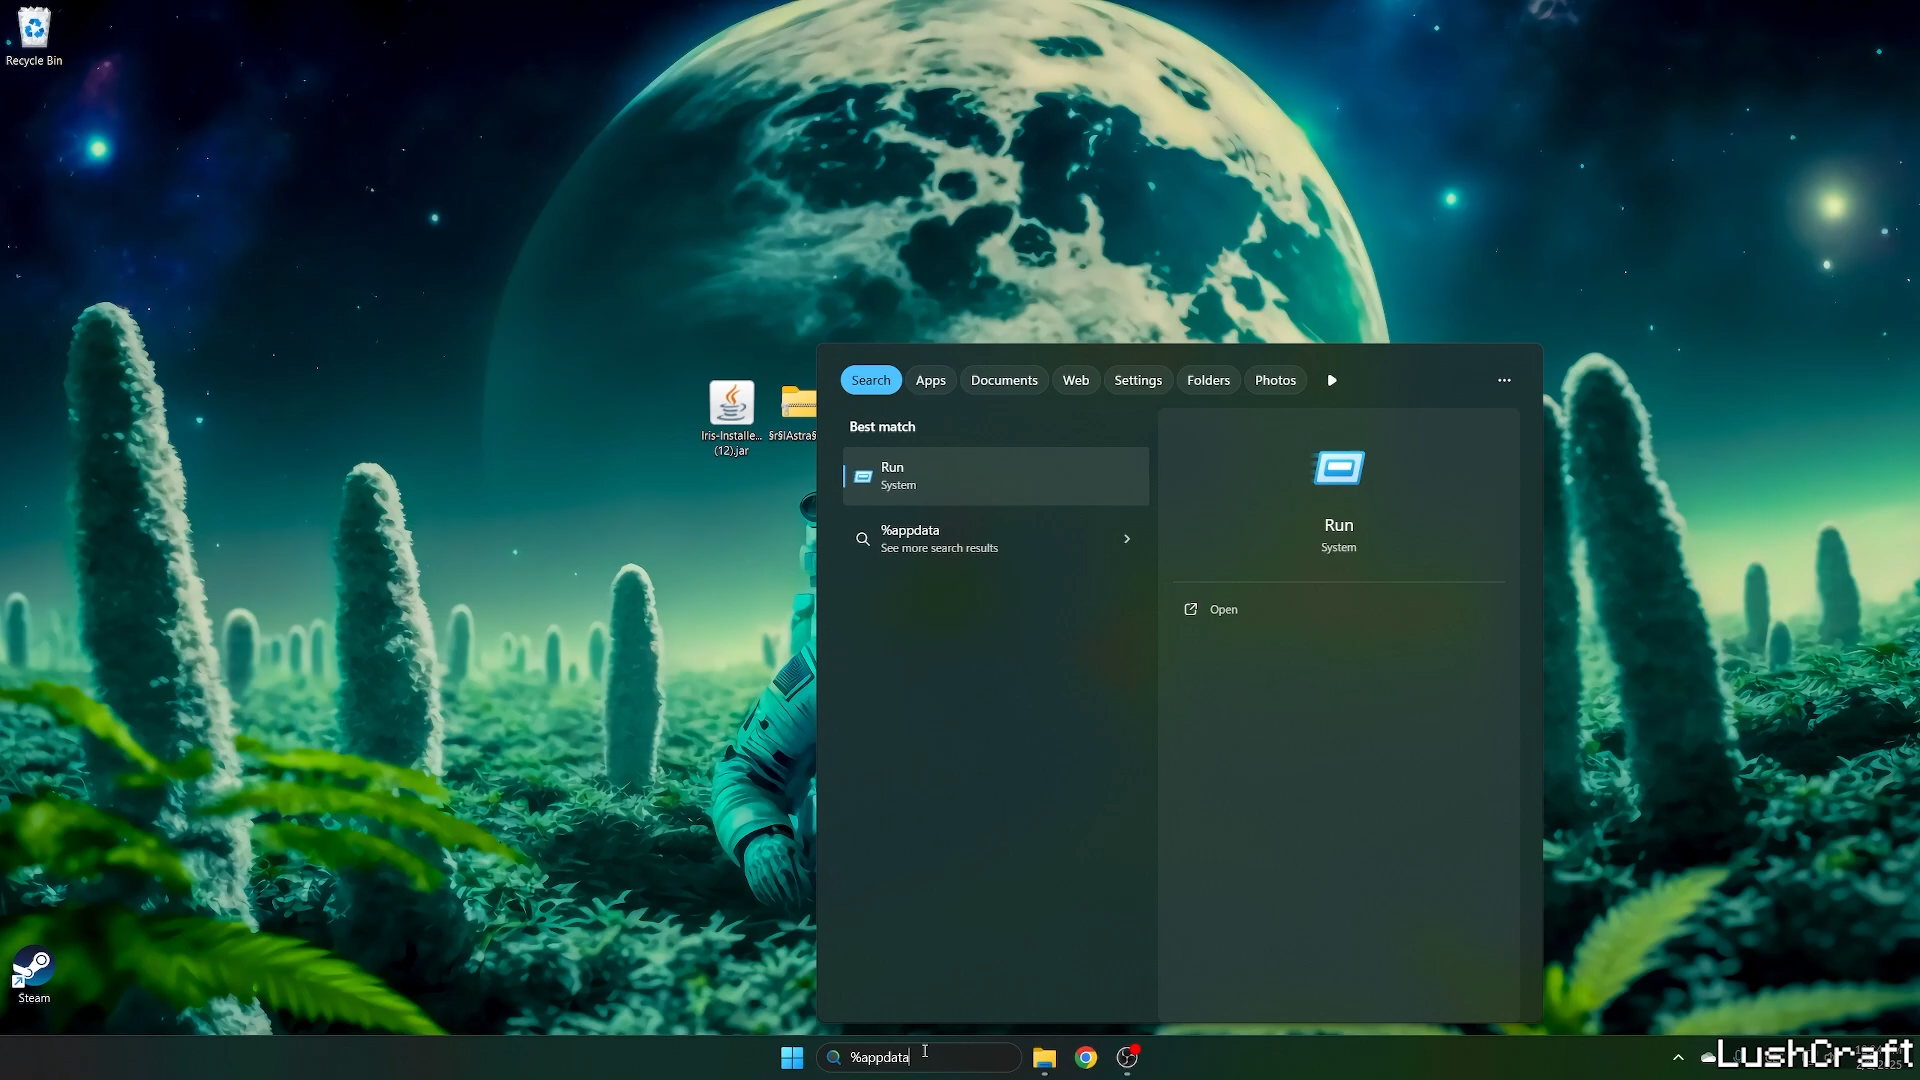 Recycle Bin
Iris-Installe...
(12).jar
§r§lAstra§
Search
Apps
Documents
Web
Settings
Folders
Photos
Best match
Run
System
%appdata
See more search results
Run
System
Open
Steam
%appdata
LushCraft